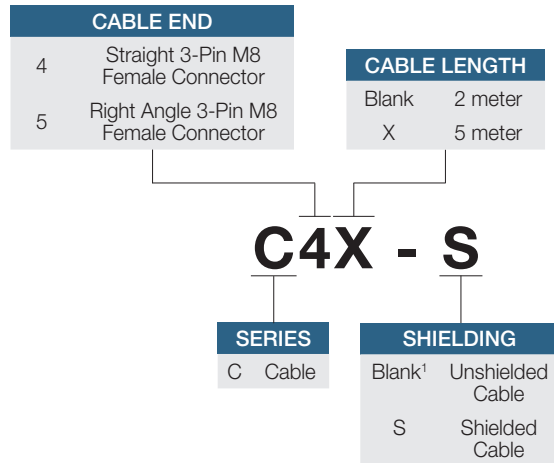 CABLE END
4 Straight 3-Pin M8
Female Connector
5 Right Angle 3-Pin M8
Female Connector
CABLE LENGTH
Blank 2 meter
X 5 meter
C4X - S
SERIES
C Cable
SHIELDING
Blank¹ Unshielded
Cable
S Shielded
Cable